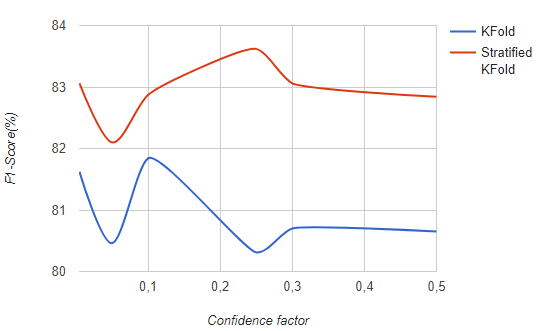 84
83
82
81
80
F1-Score(%)
0,1
0,2
0,3
0,4
0,5
Confidence factor
KFold
Stratified
KFold